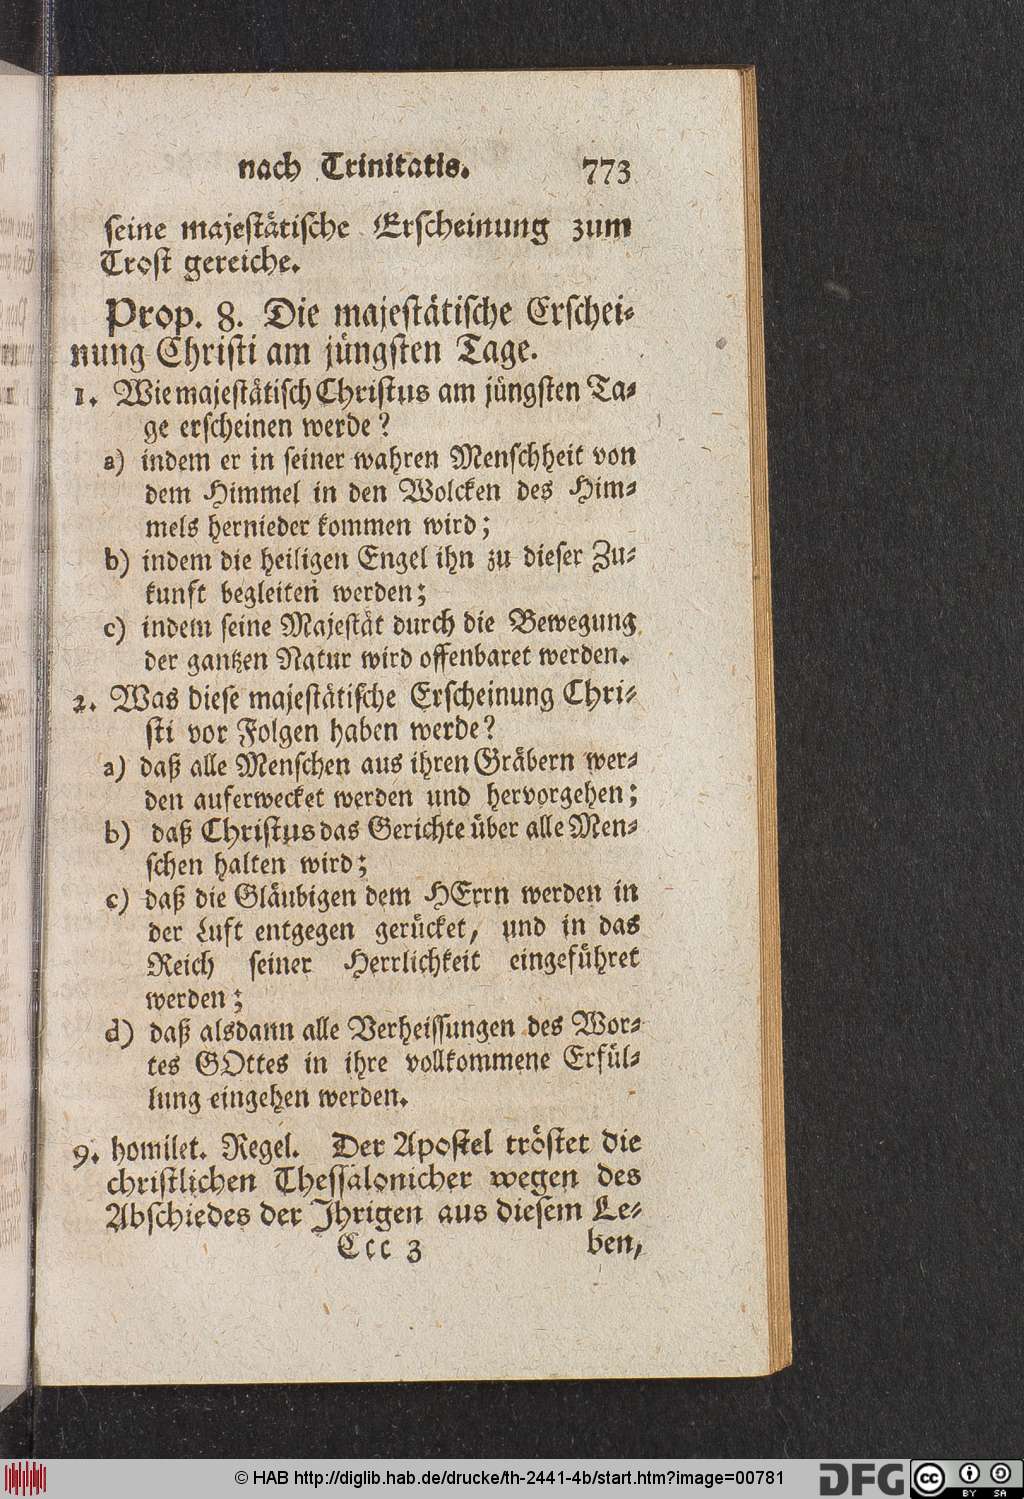 nach Trinitatis. 773
seine majestätische Erscheinung zum
Trost gereiche.
Prop. 8. Die majestätische Erschei-
nung Christi am jüngsten Tage.
1. Wie majestätisch Christus am jüngsten Ta-
ge erscheinen werde?
a) indem er in seiner wahren Menschheit von
dem Himmel in den Wolcken des Him-
mels hernieder kommen wird;
b) indem die heiligen Engel ihn zu dieser Zu-
kunft begleiten werden;
c) indem seine Majestät durch die Bewegung
der gantzen Natur wird offenbaret werden.
2. Was diese majestätische Erscheinung Chri-
sti vor Folgen haben werde?
a) daß alle Menschen aus ihren Gräbern wer-
den auferwecket werden und hervorgehen;
b) daß Christus das Gerichte über alle Men-
schen halten wird;
c) daß die Gläubigen dem HErrn werden in
der Luft entgegen gerücket, und in das
Reich seiner Herrlichkeit eingeführet
werden;
d) daß alsdann alle Verheissungen des Wor-
tes GOttes in ihre vollkommene Erfül-
lung eingehen werden.
9. homilet. Regel. Der Apostel tröstet die
christlichen Thessalonicher wegen des
Abschiedes der Ihrigen aus diesem Le-
Ccc 3 ben,
© HAB http://diglib.hab.de/drucke/th-2441-4b/start.htm?image=00781
DFG cc BY SA